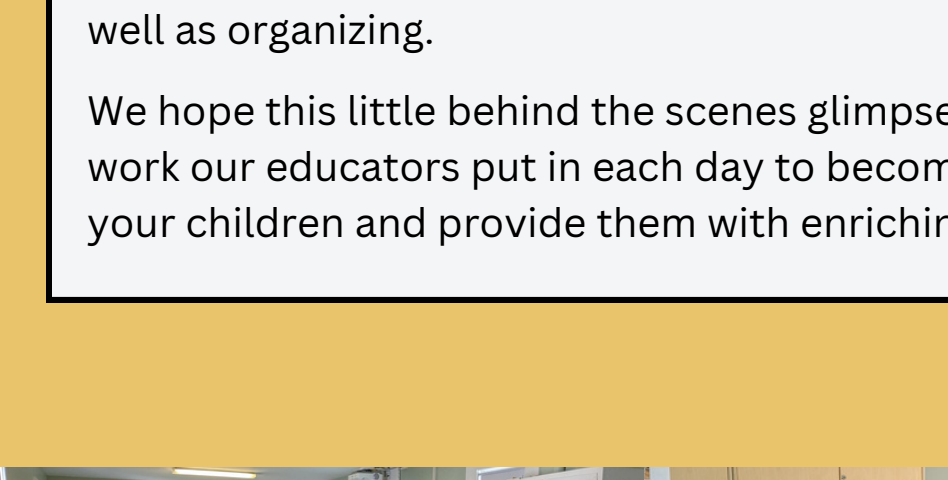 well as organizing.
We hope this little behind the scenes glimpse
work our educators put in each day to becom
your children and provide them with enrichin